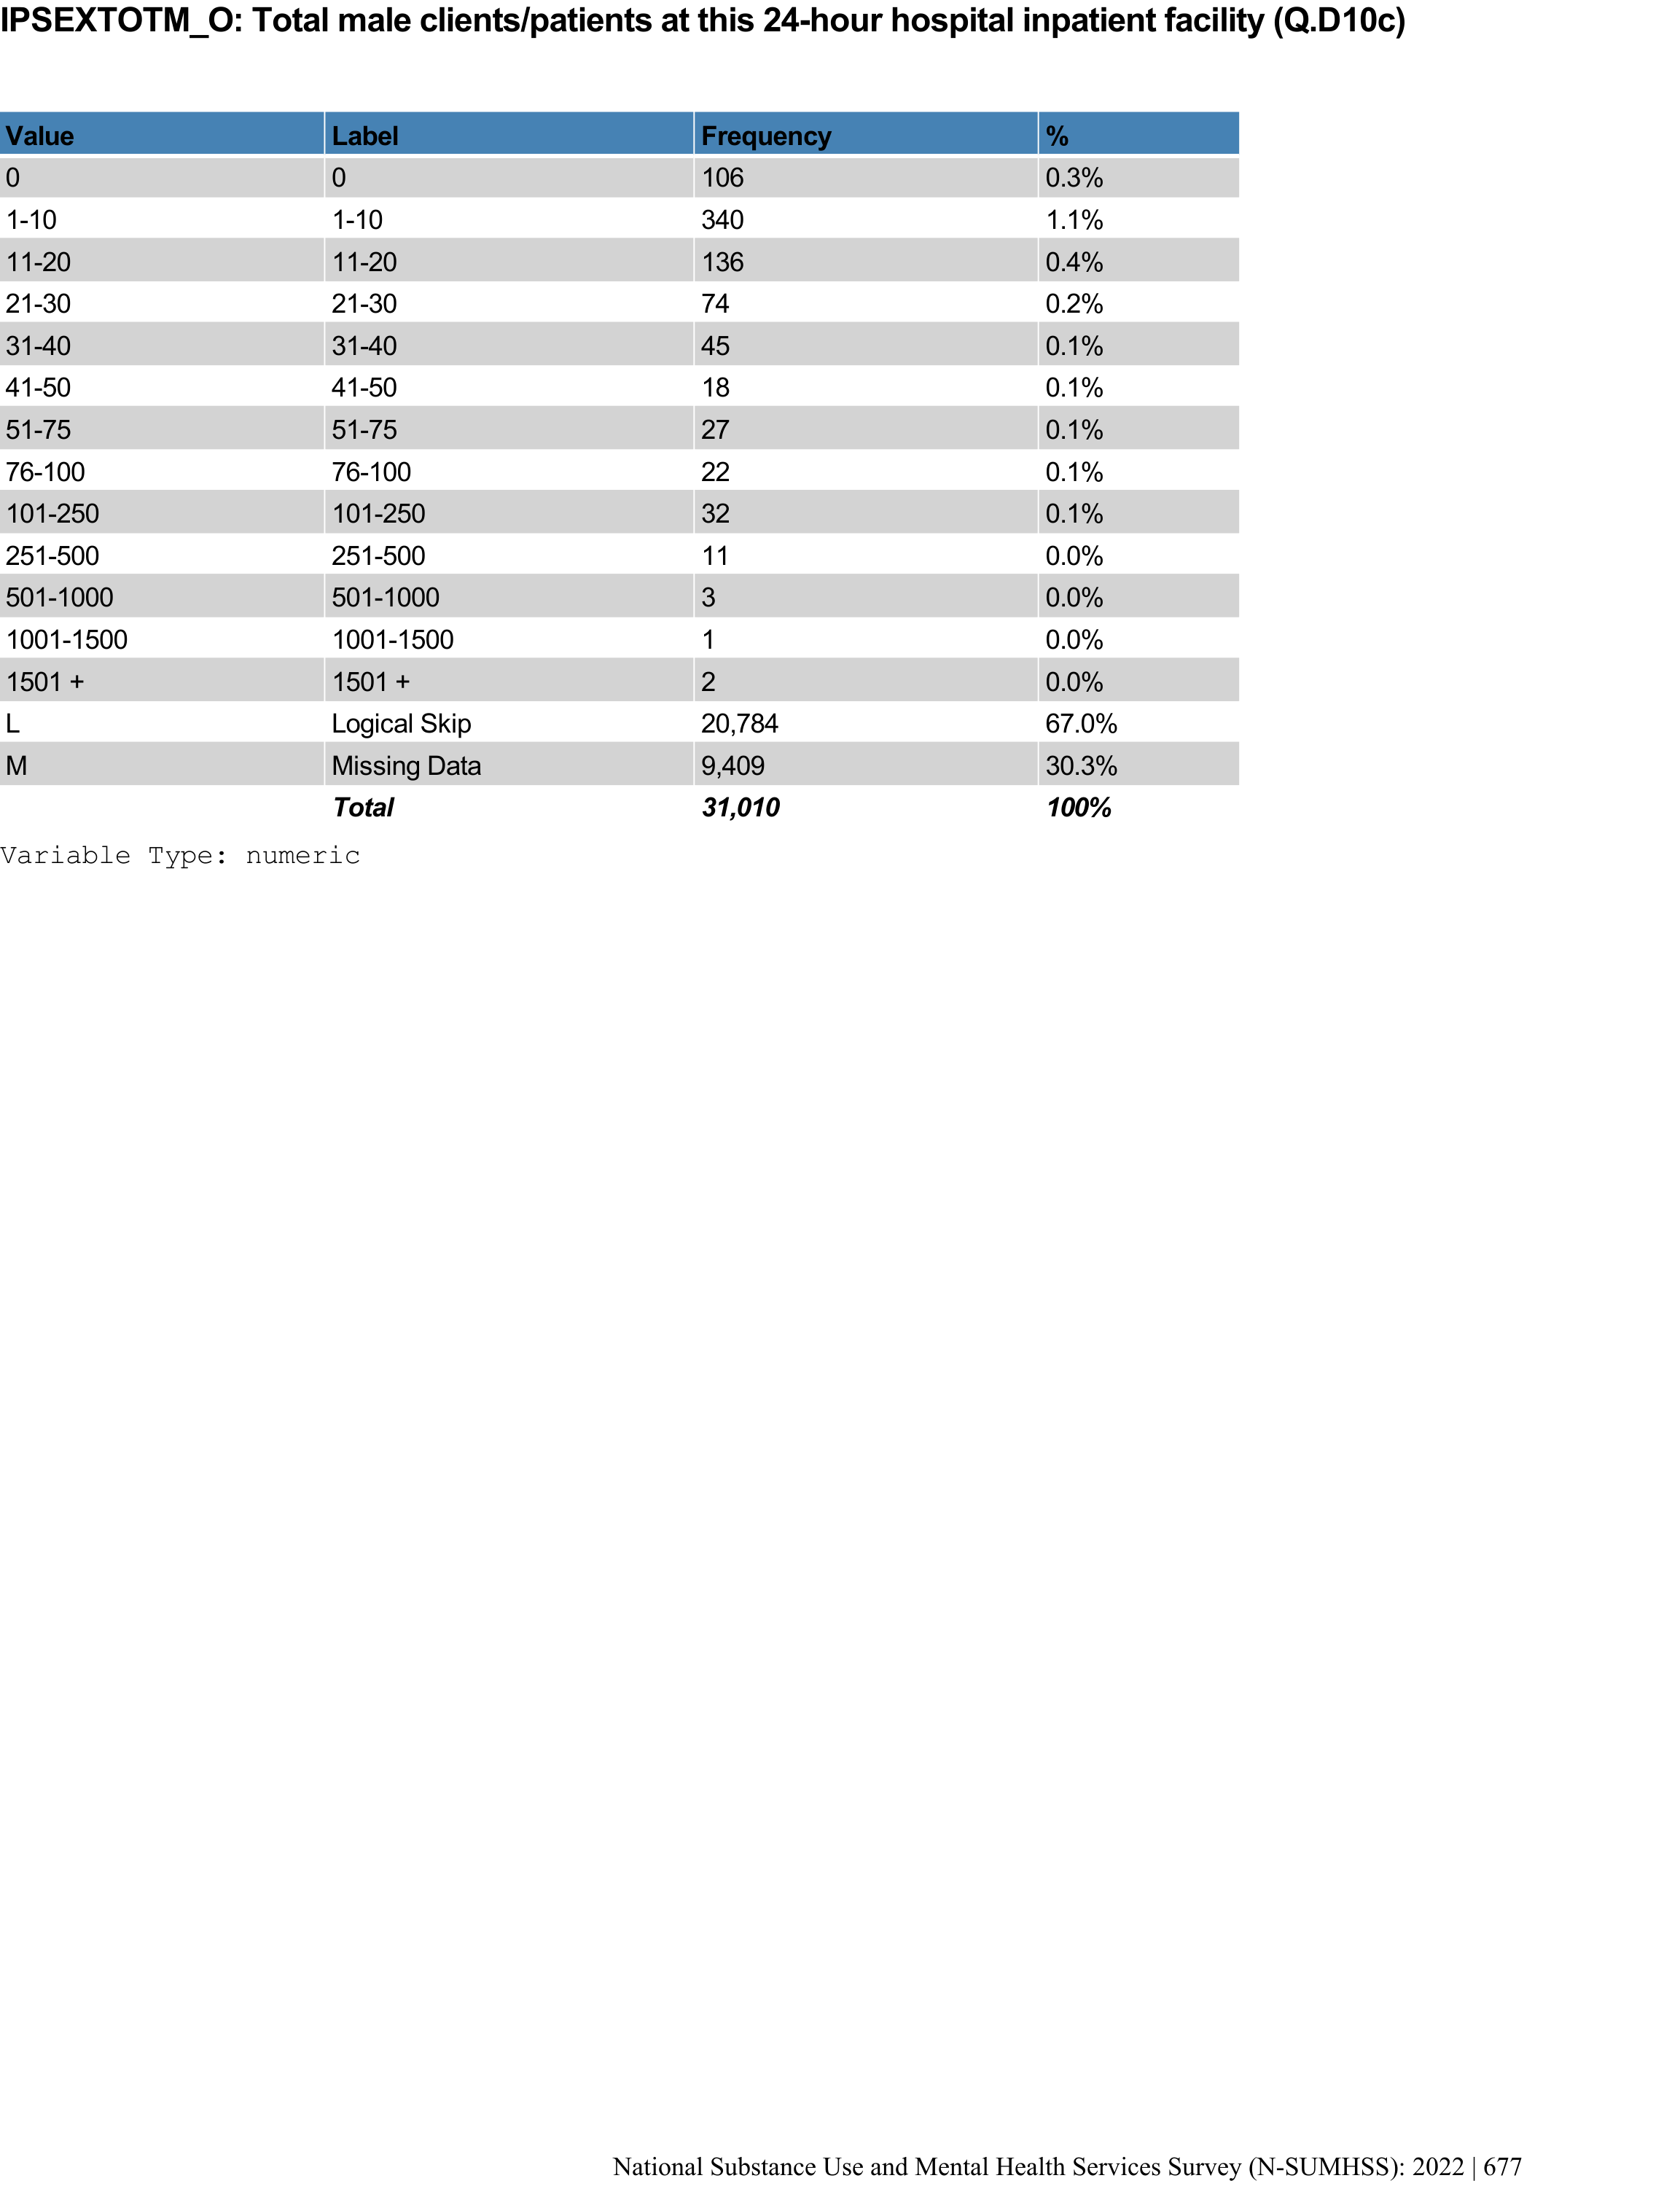 IPSEXTOTM_O: Total male clients/patients at this 24-hour hospital inpatient facility (Q.D10c)
Value Label Frequency %
0 0 106 0.3%
1-10 1-10 340 1.1%
11-20 11-20 136 0.4%
21-30 21-30 74 0.2%
31-40 31-40 45 0.1%
41-50 41-50 18 0.1%
51-75 51-75 27 0.1%
76-100 76-100 22 0.1%
101-250 101-250 32 0.1%
251-500 251-500 11 0.0%
501-1000 501-1000 3 0.0%
1001-1500 1001-1500 1 0.0%
1501 + 1501 + 2 0.0%
L Logical Skip 20,784 67.0%
M Missing Data 9,409 30.3%
Total 31,010 100%
Variable Type: numeric
National Substance Use and Mental Health Services Survey (N-SUMHSS): 2022 | 677